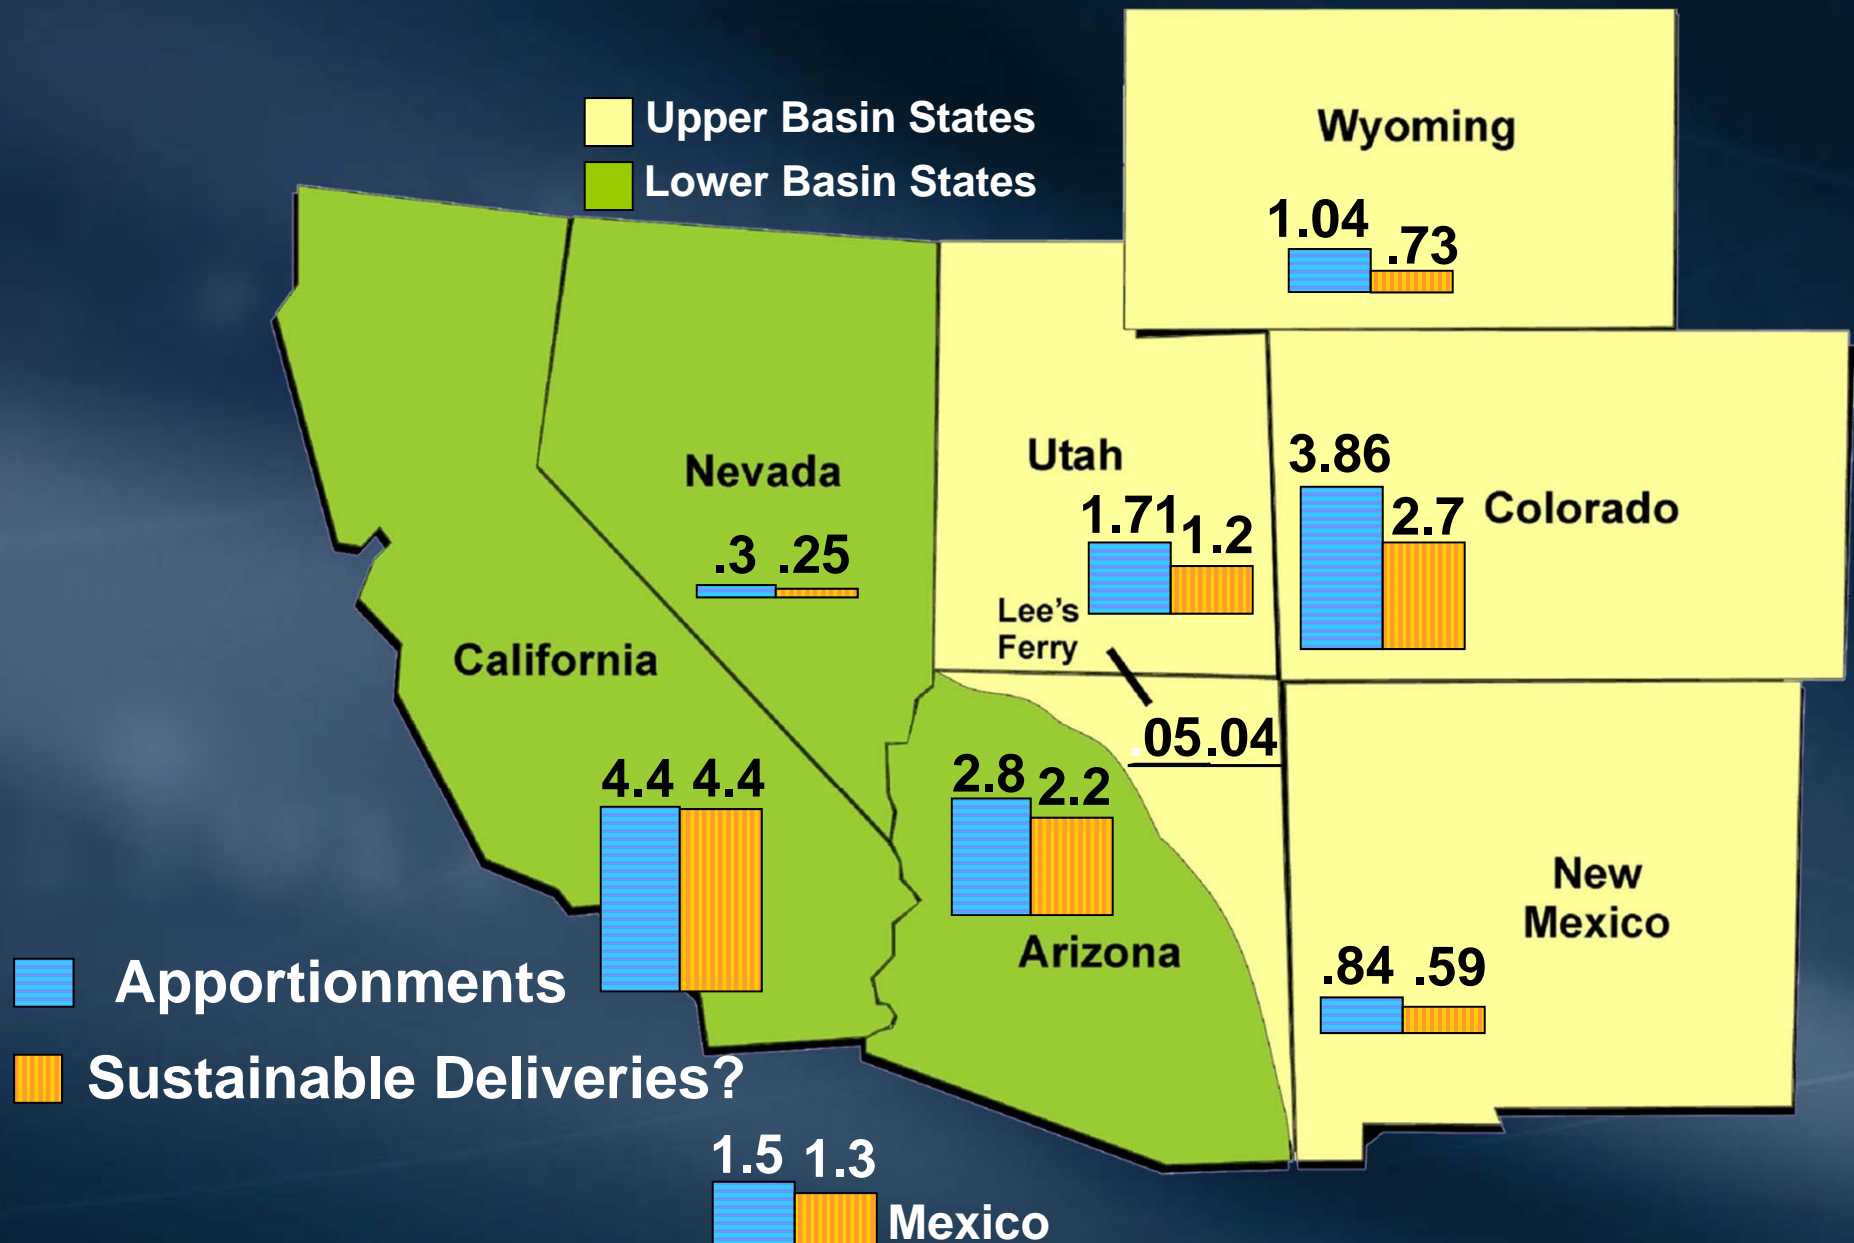 Upper Basin States
Lower Basin States
Wyoming
1.04 .73
Nevada
.3 .25
Utah
1.71 1.2
3.86 2.7
Colorado
Lee's
Ferry
.05 .04
California
4.4 4.4
2.8 2.2
Arizona
New
Mexico
.84 .59
Apportionments
Sustainable Deliveries?
1.5 1.3
Mexico